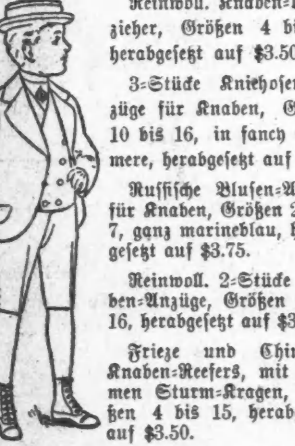 Reinwoll. Knaben-
zieher, Größen 4 bi
herabgesetzt auf $3.50
3=Stücke Kniehosen
züge für Knaben, G
10 bis 16, in fancy
mere, herabgesetzt auf
Russische Blusen=A
für Knaben, Größen 2
7, ganz marineblau, h
gesetzt auf $3.75.
Reinwoll. 2=Stücke
ben=Anzüge, Größen
16, herabgesetzt auf $3
Frieze und Chin
Knaben=Reefers, mit
men Sturm=Kragen,
ßen 4 bis 15, herab
auf $3.50.